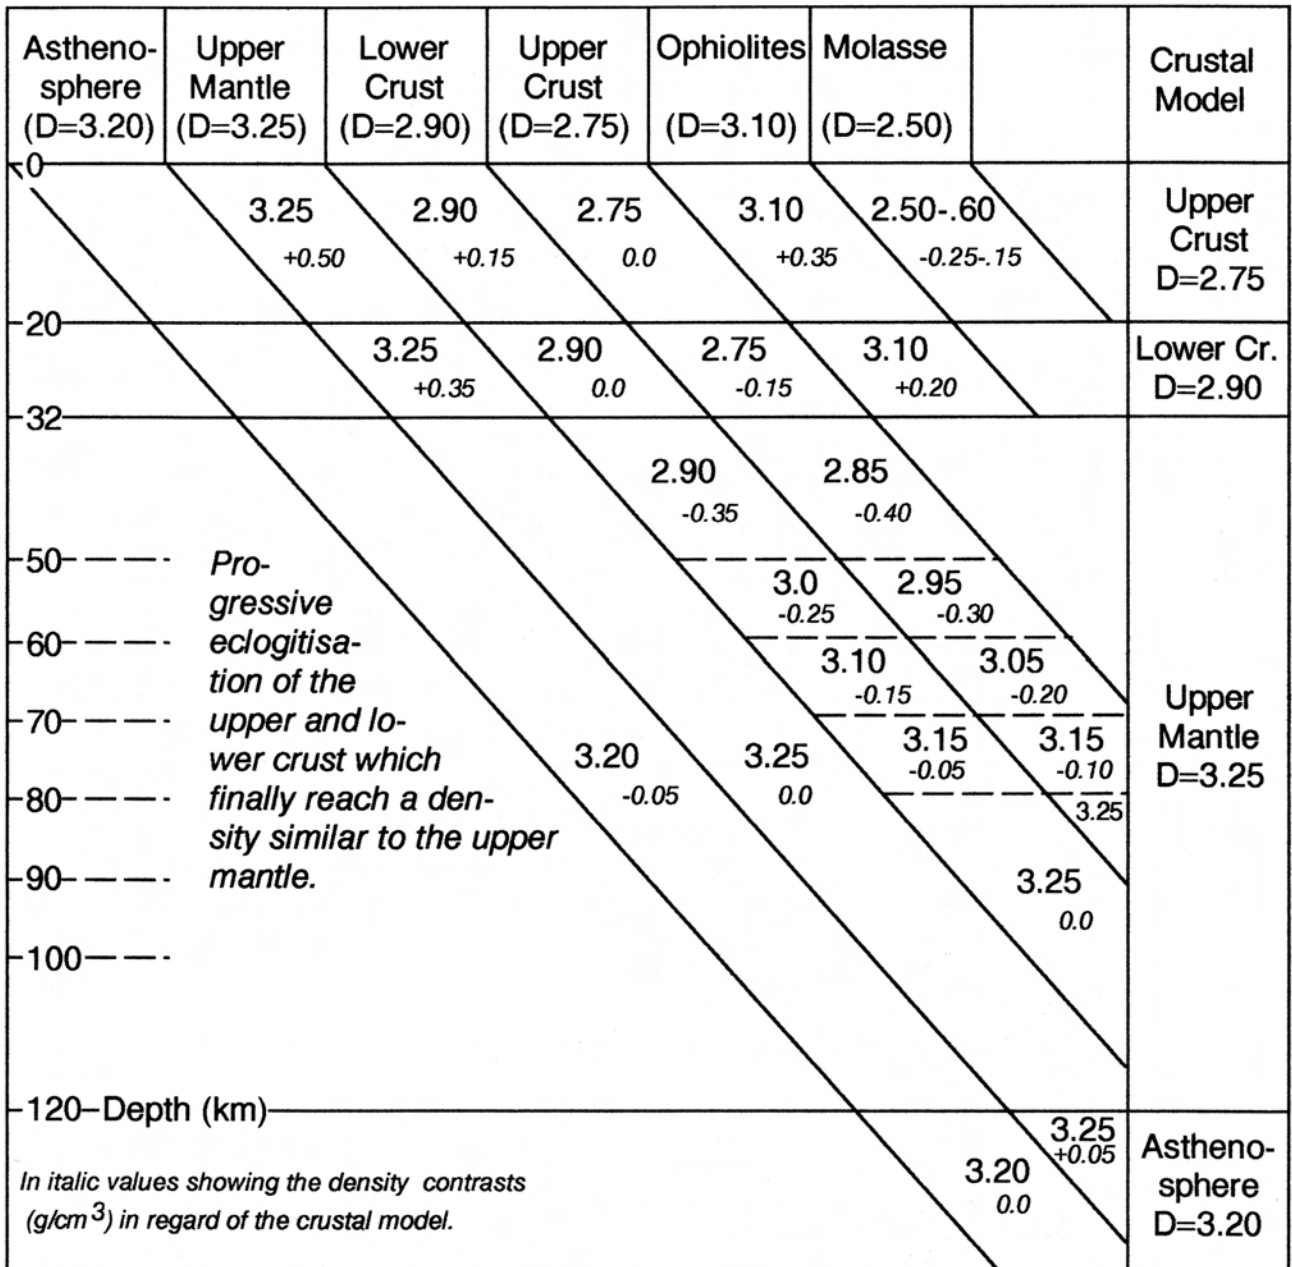 Astheno-
sphere
(D=3.20)
Upper
Mantle
(D=3.25)
Lower
Crust
(D=2.90)
Upper
Crust
(D=2.75)
Ophiolites
(D=3.10)
Molasse
(D=2.50)
Crustal
Model
0
3.25
+0.50
2.90
+0.15
2.75
0.0
3.10
+0.35
2.50-.60
-0.25-.15
Upper
Crust
D=2.75
20
3.25
+0.35
2.90
0.0
2.75
-0.15
3.10
+0.20
Lower Cr.
D=2.90
32
2.90
-0.35
2.85
-0.40
50
3.0
-0.25
2.95
-0.30
60
3.10
-0.15
3.05
-0.20
70
3.15
-0.05
3.15
-0.10
80
3.25
90
100
Pro-
gressive
eclogitisa-
tion of the
upper and lo-
wer crust which
finally reach a den-
sity similar to the upper
mantle.
3.20
-0.05
3.25
0.0
3.25
0.0
Upper
Mantle
D=3.25
120 Depth (km)
3.25
+0.05
3.20
0.0
Astheno-
sphere
D=3.20
In italic values showing the density contrasts
(g/cm3) in regard of the crustal model.